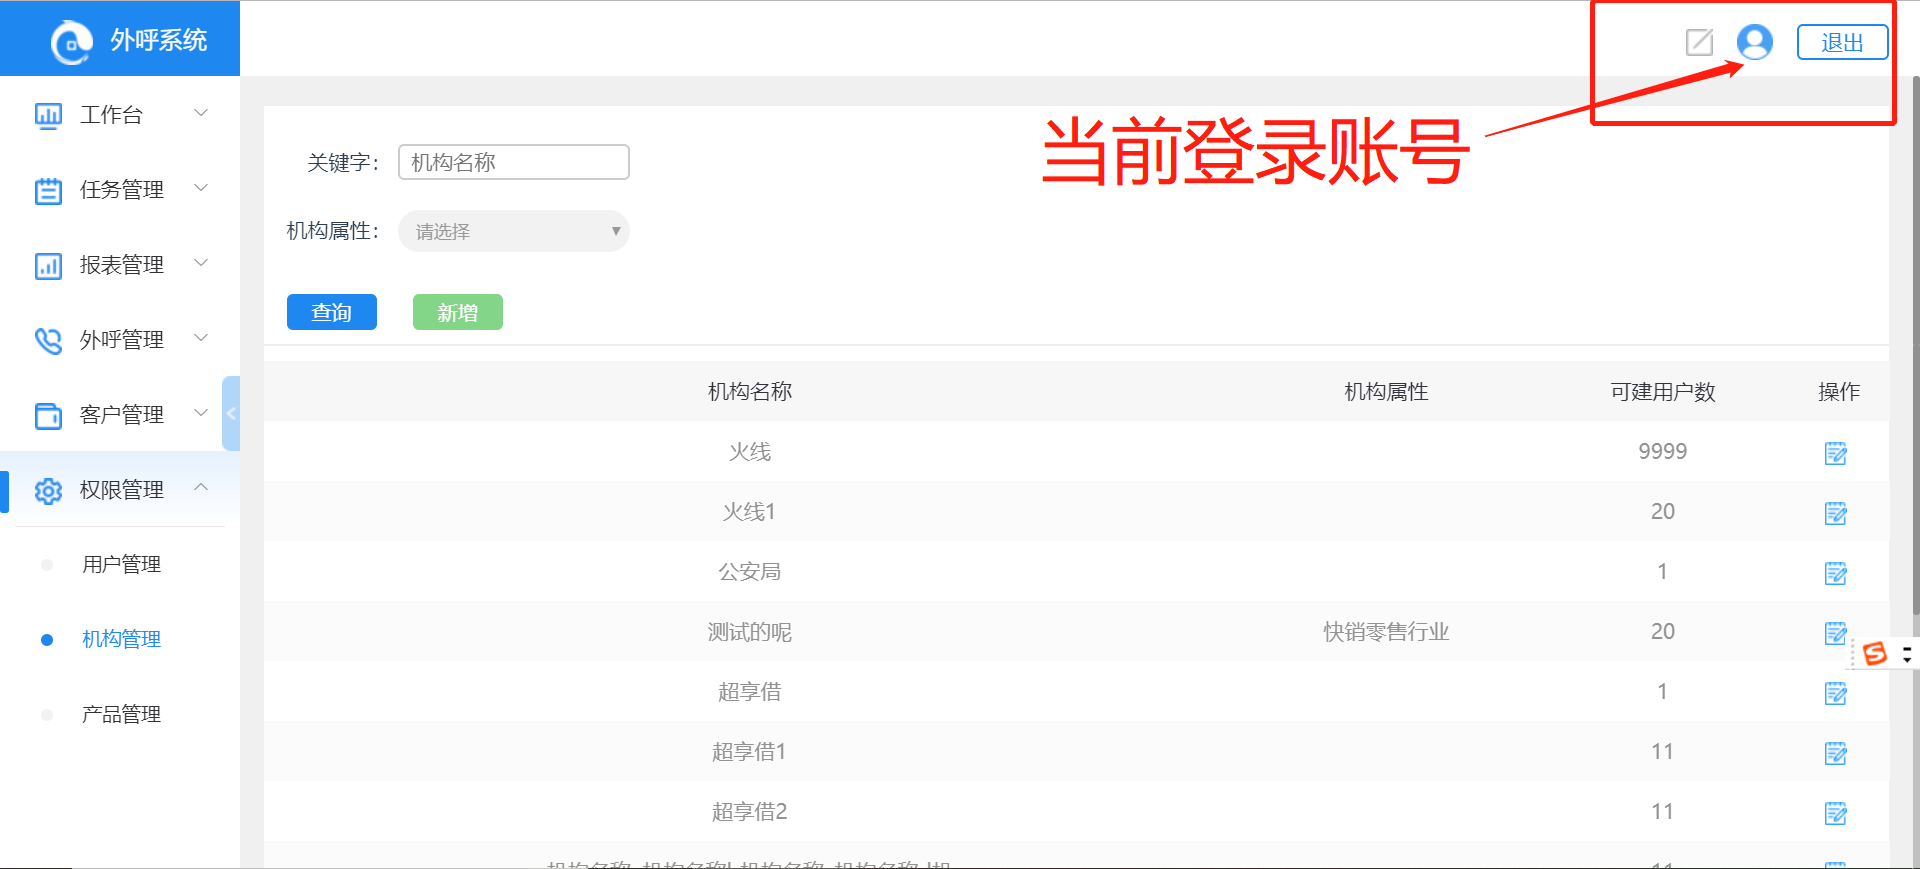 外呼系统
退出
当前登录账号
工作台
任务管理
报表管理
外呼管理
客户管理
权限管理
用户管理
机构管理
产品管理
关键字：
机构名称
机构属性：
请选择
查询
新增
机构名称 机构属性 可建用户数 操作
火线 9999
火线1 20
公安局 1
测试的呢 快销零售行业 20
超享借 1
超享借1 11
超享借2 11